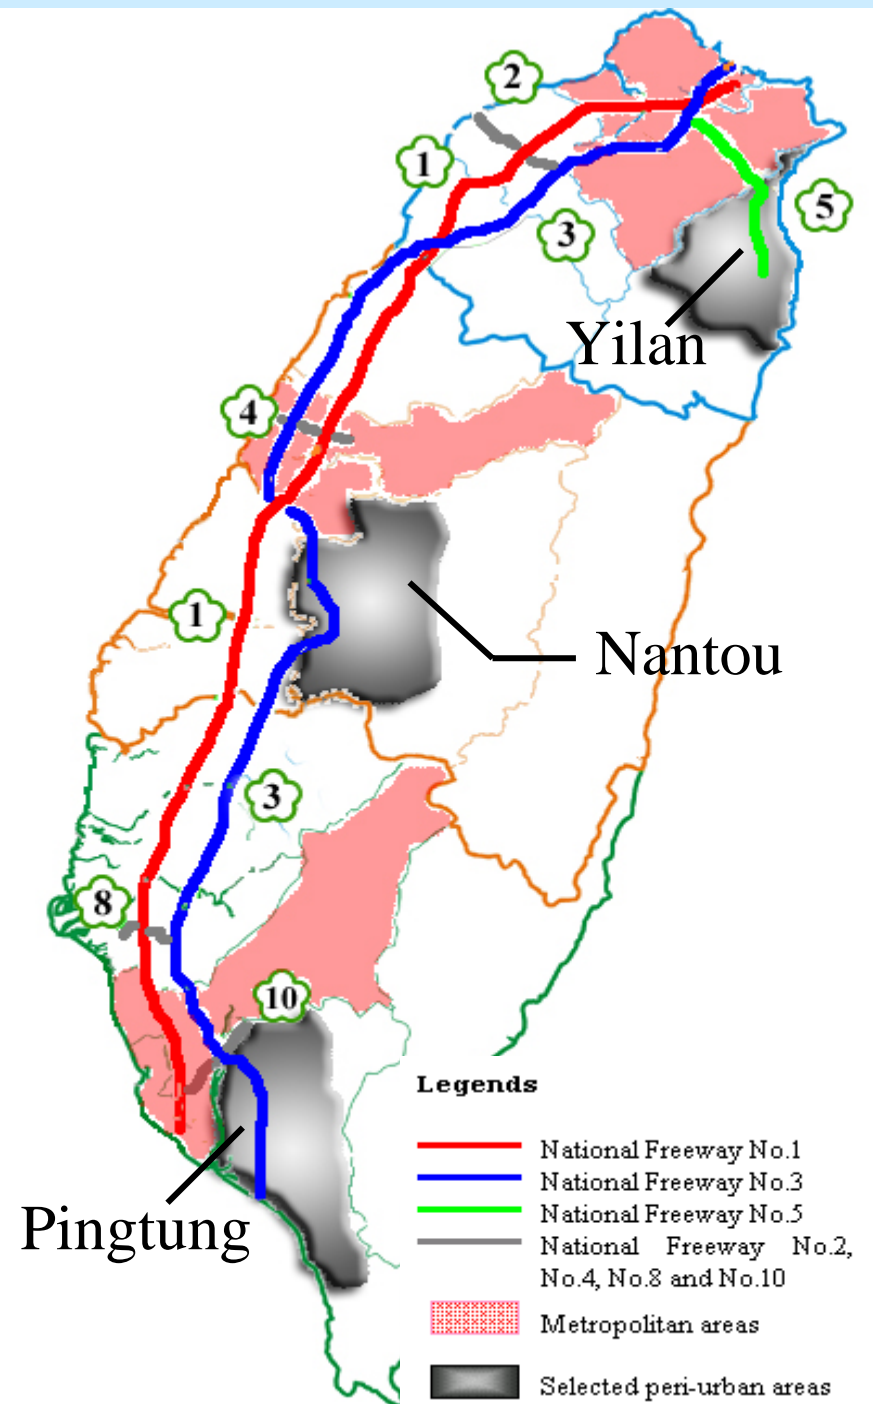 2
1
5
3
Yilan
4
1
Nantou
3
8
10
Pingtung
Legends
National Freeway No.1
National Freeway No.3
National Freeway No.5
National Freeway No.2,
No.4, No.8 and No.10
Metropolitan areas
Selected peri-urban areas